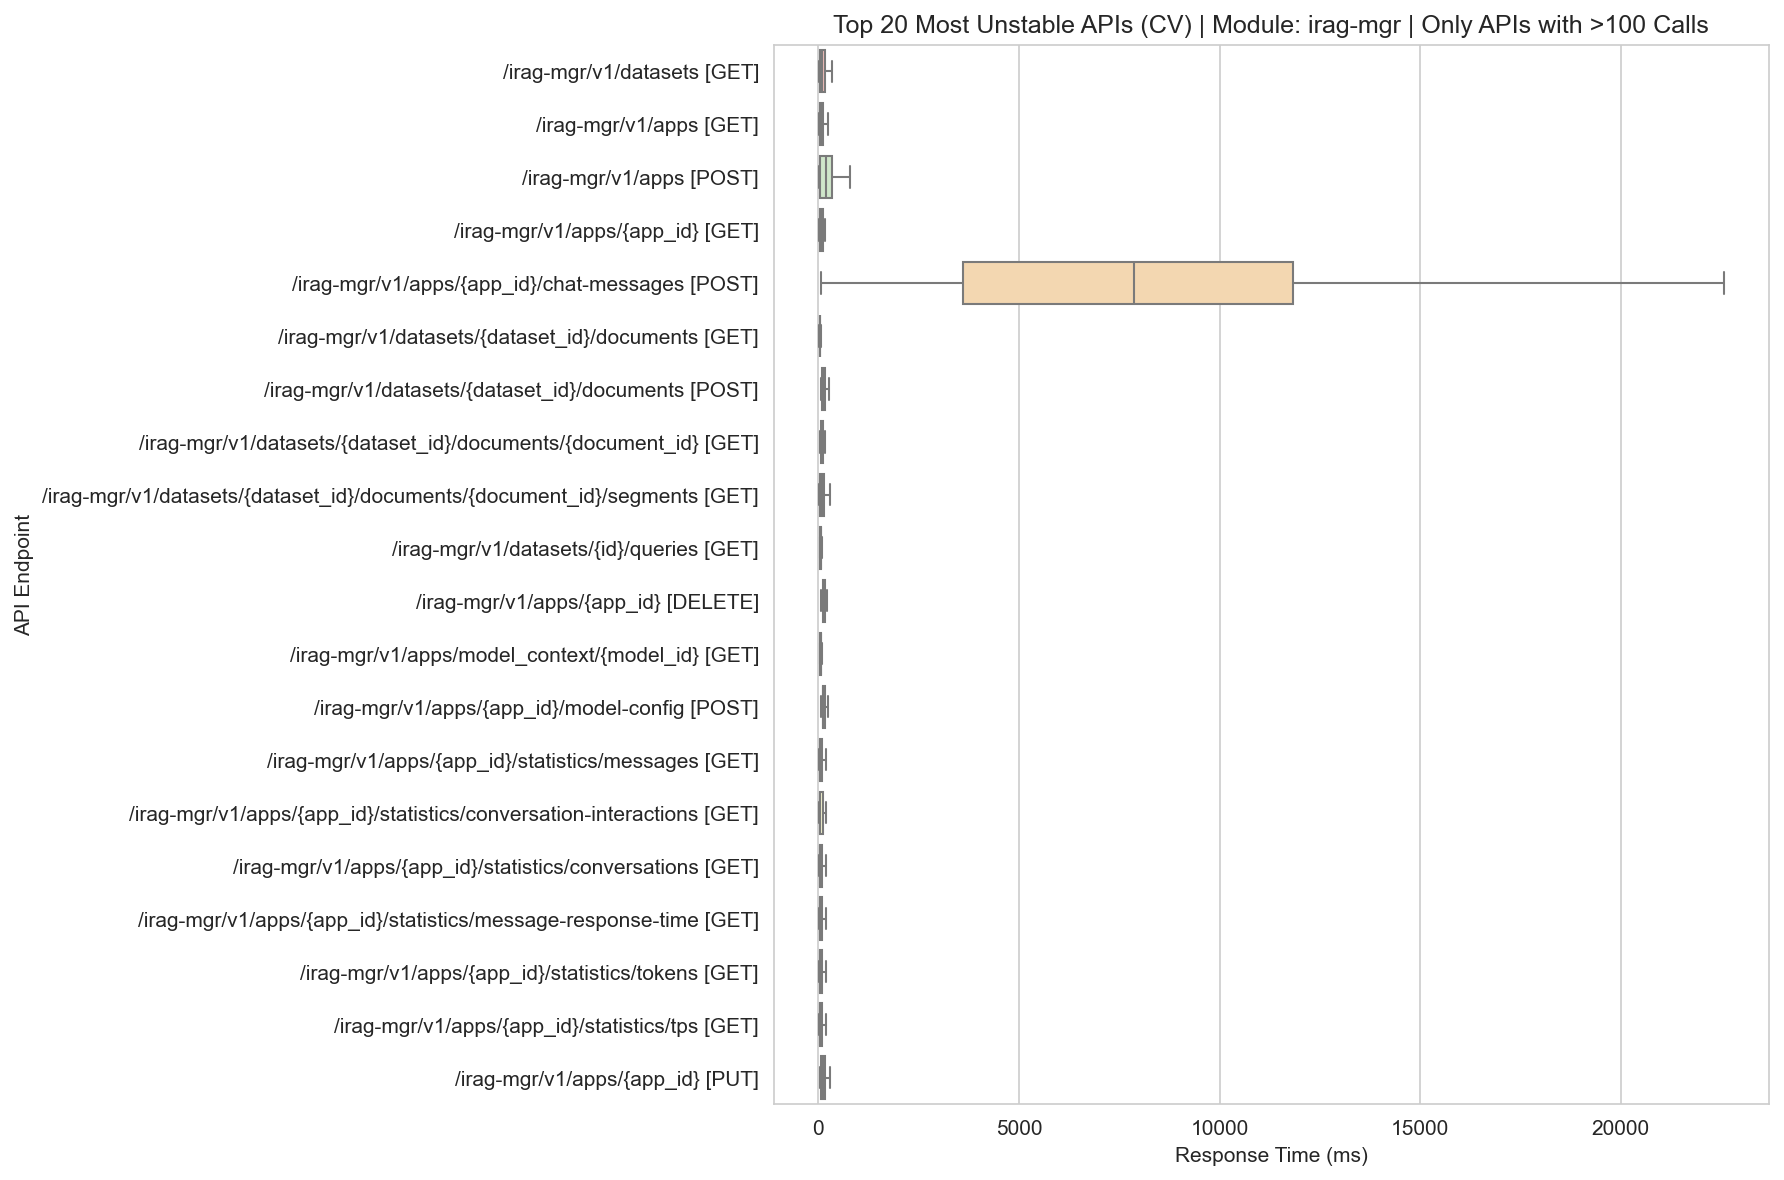 Top 20 Most Unstable APIs (CV) | Module: irag-mgr | Only APIs with >100 Calls
API Endpoint
/irag-mgr/v1/datasets [GET]
/irag-mgr/v1/apps [GET]
/irag-mgr/v1/apps [POST]
/irag-mgr/v1/apps/{app_id} [GET]
/irag-mgr/v1/apps/{app_id}/chat-messages [POST]
/irag-mgr/v1/datasets/{dataset_id}/documents [GET]
/irag-mgr/v1/datasets/{dataset_id}/documents [POST]
/irag-mgr/v1/datasets/{dataset_id}/documents/{document_id} [GET]
/irag-mgr/v1/datasets/{dataset_id}/documents/{document_id}/segments [GET]
/irag-mgr/v1/datasets/{id}/queries [GET]
/irag-mgr/v1/apps/{app_id} [DELETE]
/irag-mgr/v1/apps/model_context/{model_id} [GET]
/irag-mgr/v1/apps/{app_id}/model-config [POST]
/irag-mgr/v1/apps/{app_id}/statistics/messages [GET]
/irag-mgr/v1/apps/{app_id}/statistics/conversation-interactions [GET]
/irag-mgr/v1/apps/{app_id}/statistics/conversations [GET]
/irag-mgr/v1/apps/{app_id}/statistics/message-response-time [GET]
/irag-mgr/v1/apps/{app_id}/statistics/tokens [GET]
/irag-mgr/v1/apps/{app_id}/statistics/tps [GET]
/irag-mgr/v1/apps/{app_id} [PUT]
0 5000 10000 15000 20000
Response Time (ms)